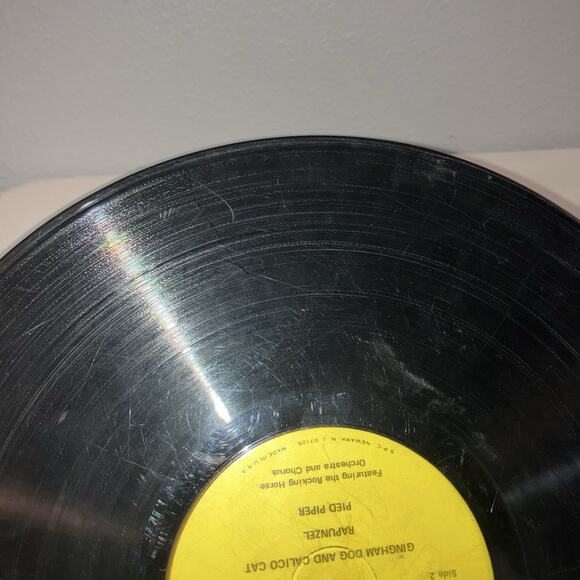 Side 2
GINGHAM DOG AND CALICO CAT
RAPUNZEL
PIED PIPER
Featuring the Rocking Horse
Orchestra and Chorus
S.P.C. NEWARK, N. J. 07105 MADE IN U.S.A